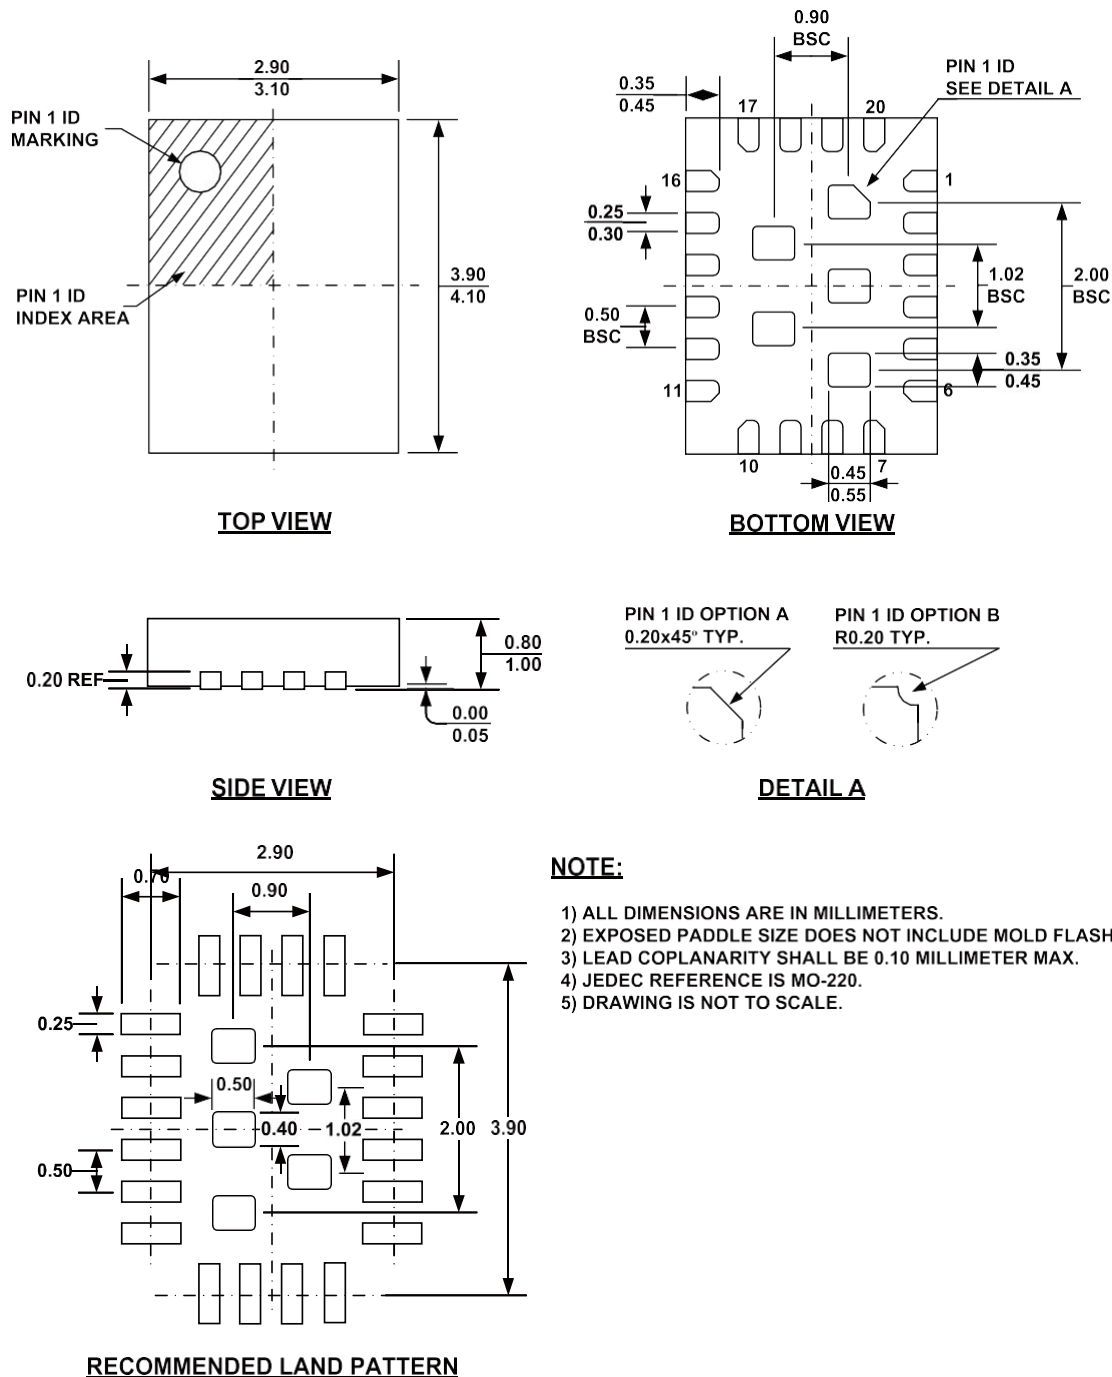 2.90
3.10
PIN 1 ID
MARKING
PIN 1 ID
INDEX AREA
3.90
4.10
TOP VIEW
0.90
BSC
PIN 1 ID
SEE DETAIL A
0.35
0.45
17
20
16
1
0.25
0.30
1.02
BSC
2.00
BSC
0.50
BSC
0.35
0.45
11
6
10
7
0.45
0.55
BOTTOM VIEW
0.20 REF
0.80
1.00
0.00
0.05
SIDE VIEW
PIN 1 ID OPTION A
0.20x45º TYP.
PIN 1 ID OPTION B
R0.20 TYP.
DETAIL A
2.90
0.70
0.90
0.25
0.50
0.40
1.02
2.00
3.90
0.50
RECOMMENDED LAND PATTERN
NOTE:
1) ALL DIMENSIONS ARE IN MILLIMETERS.
2) EXPOSED PADDLE SIZE DOES NOT INCLUDE MOLD FLASH
3) LEAD COPLANARITY SHALL BE 0.10 MILLIMETER MAX.
4) JEDEC REFERENCE IS MO-220.
5) DRAWING IS NOT TO SCALE.